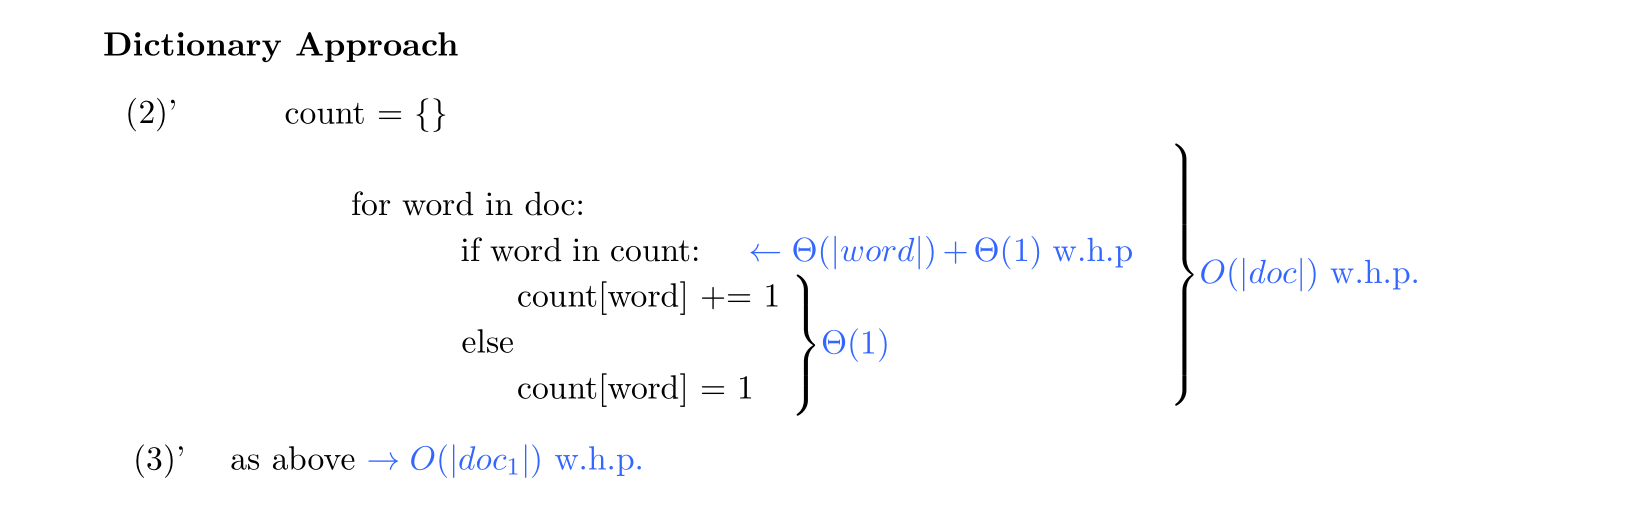 Dictionary Approach
(2)’ count = {}
for word in doc:
if word in count: ← Θ(|word|) + Θ(1) w.h.p
count[word] += 1
else
count[word] = 1
Θ(1)
O(|doc|) w.h.p.
(3)’ as above → O(|doc₁|) w.h.p.